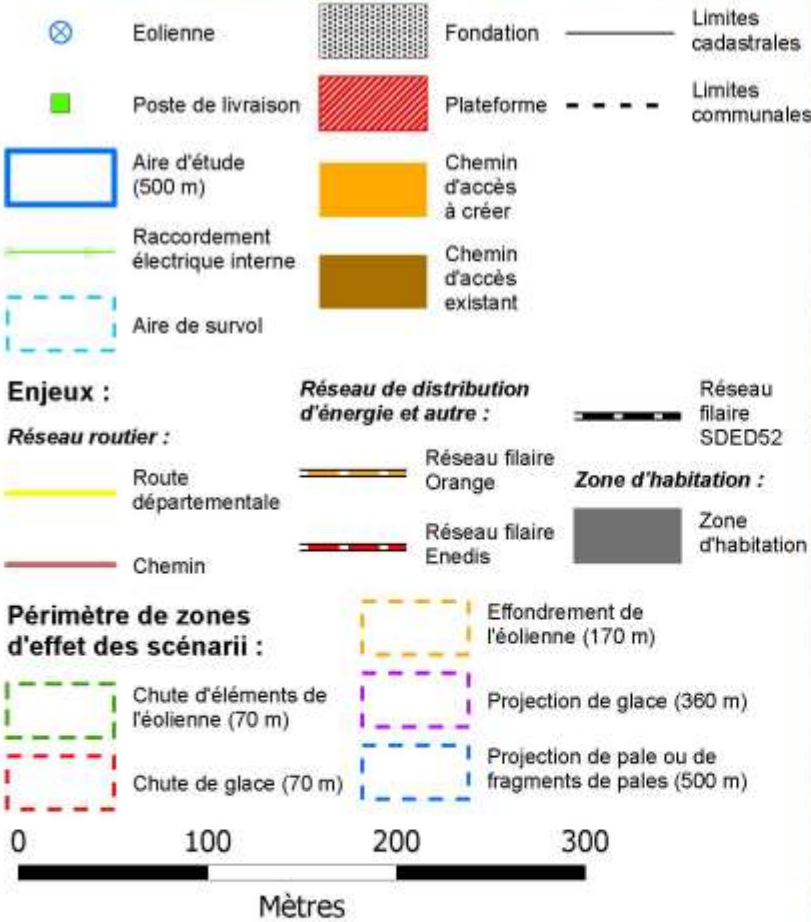 Eolienne
Fondation
Limites
cadastrales
Poste de livraison
Plateforme
Limites
communales
Aire d'étude
(500 m)
Chemin
d'accès
à créer
Raccordement
électrique interne
Chemin
d'accès
existant
Aire de survol
Enjeux :
Réseau routier :
Route
départementale
Chemin
Réseau de distribution
d'énergie et autre :
Réseau filaire
Orange
Réseau filaire
Enedis
Réseau
filaire
SDED52
Zone d'habitation :
Zone
d'habitation
Périmètre de zones
d'effet des scénarii :
Chute d'éléments de
l'éolienne (70 m)
Chute de glace (70 m)
Effondrement de
l'éolienne (170 m)
Projection de glace (360 m)
Projection de pale ou de
fragments de pales (500 m)
0 100 200 300
Mètres